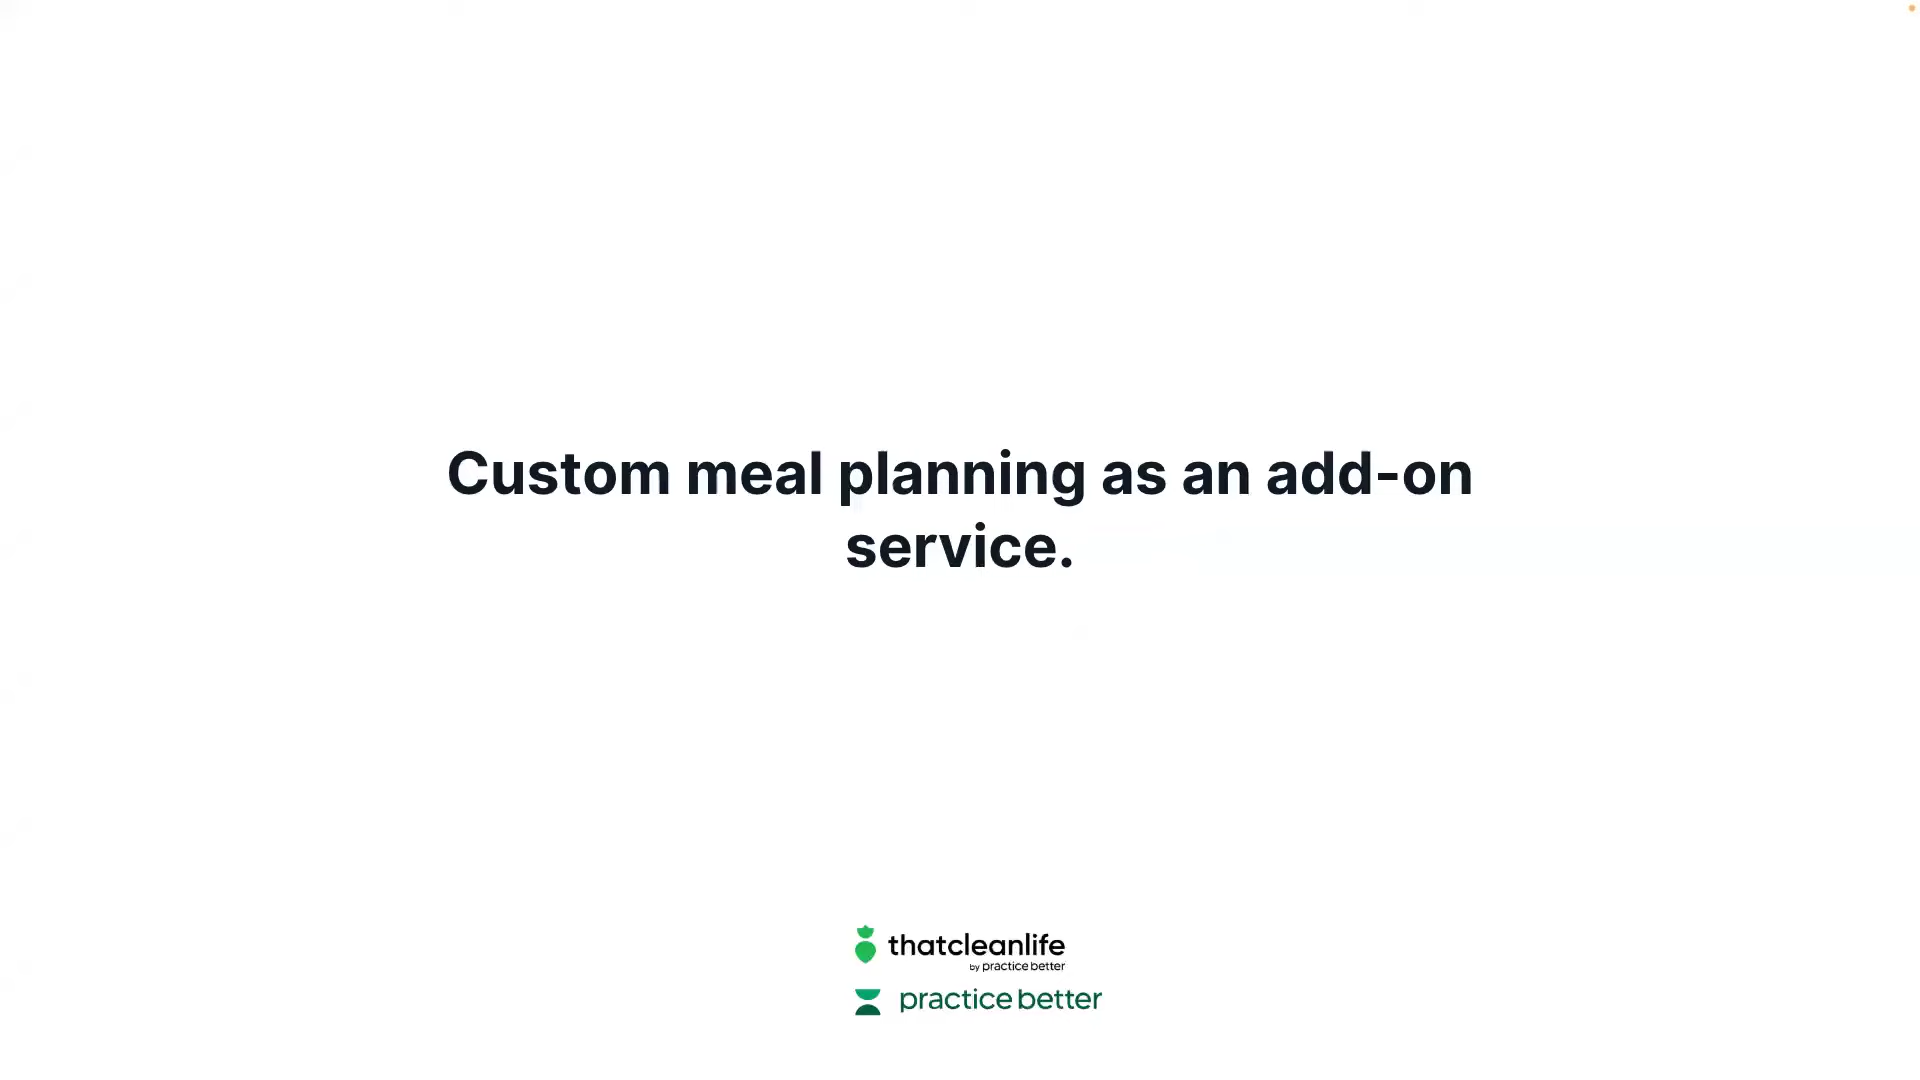 Custom meal planning as an add-on
service.
thatcleanlife
by practice better
practice better